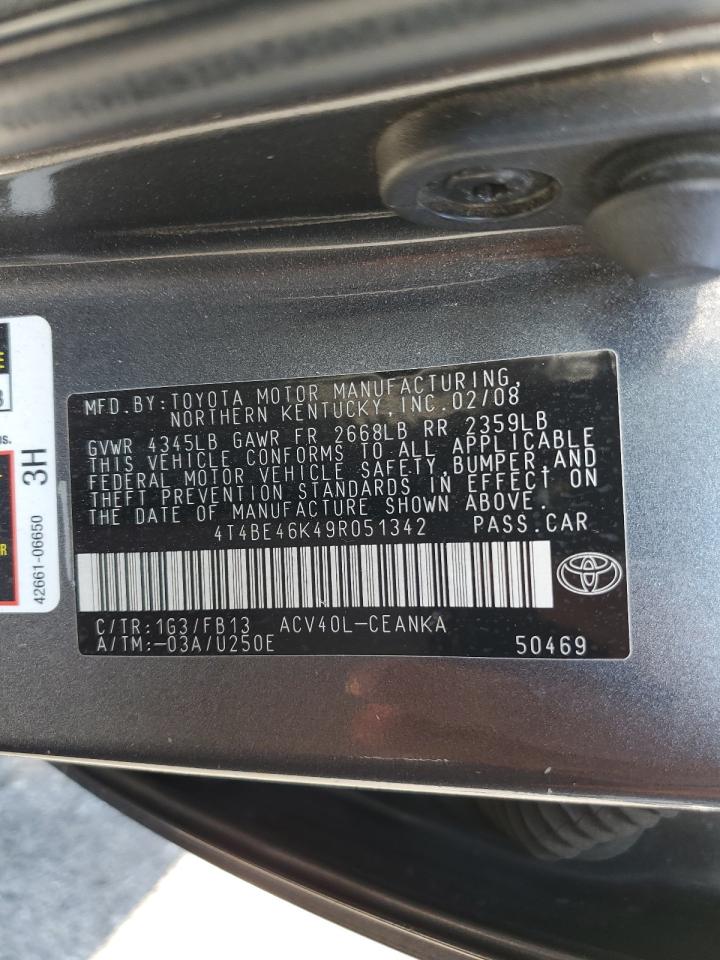 MFD.BY:TOYOTA MOTOR MANUFACTURING,
NORTHERN KENTUCKY,INC.02/08
GVWR 4345LB GAWR FR 2668LB RR 2359LB
THIS VEHICLE CONFORMS TO ALL APPLICABLE
FEDERAL MOTOR VEHICLE SAFETY,BUMPER,AND
THEFT PREVENTION STANDARDS IN EFFECT ON
THE DATE OF MANUFACTURE SHOWN ABOVE.
4T4BE46K49R051342 PASS.CAR
C/TR:1G3/FB13 ACV40L-CEANKA
A/TM:-03A/U250E 50469
3H
42661-06650